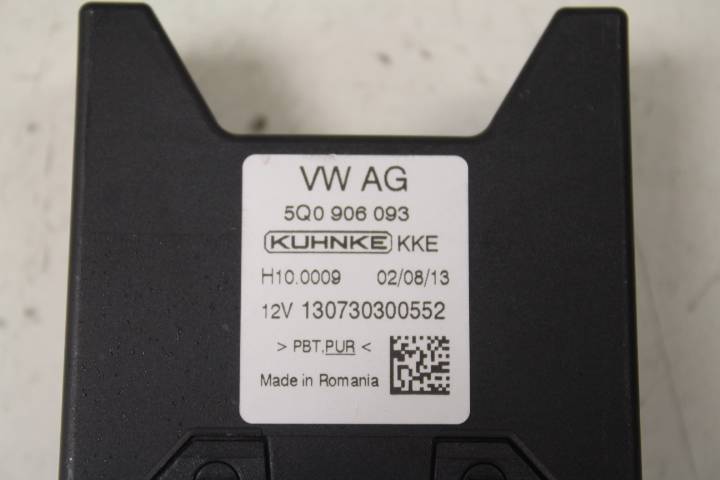 VW AG
5Q0 906 093
KUHNKE KKE
H10.0009 02/08/13
12V 130730300552
> PBT,PUR <
Made in Romania